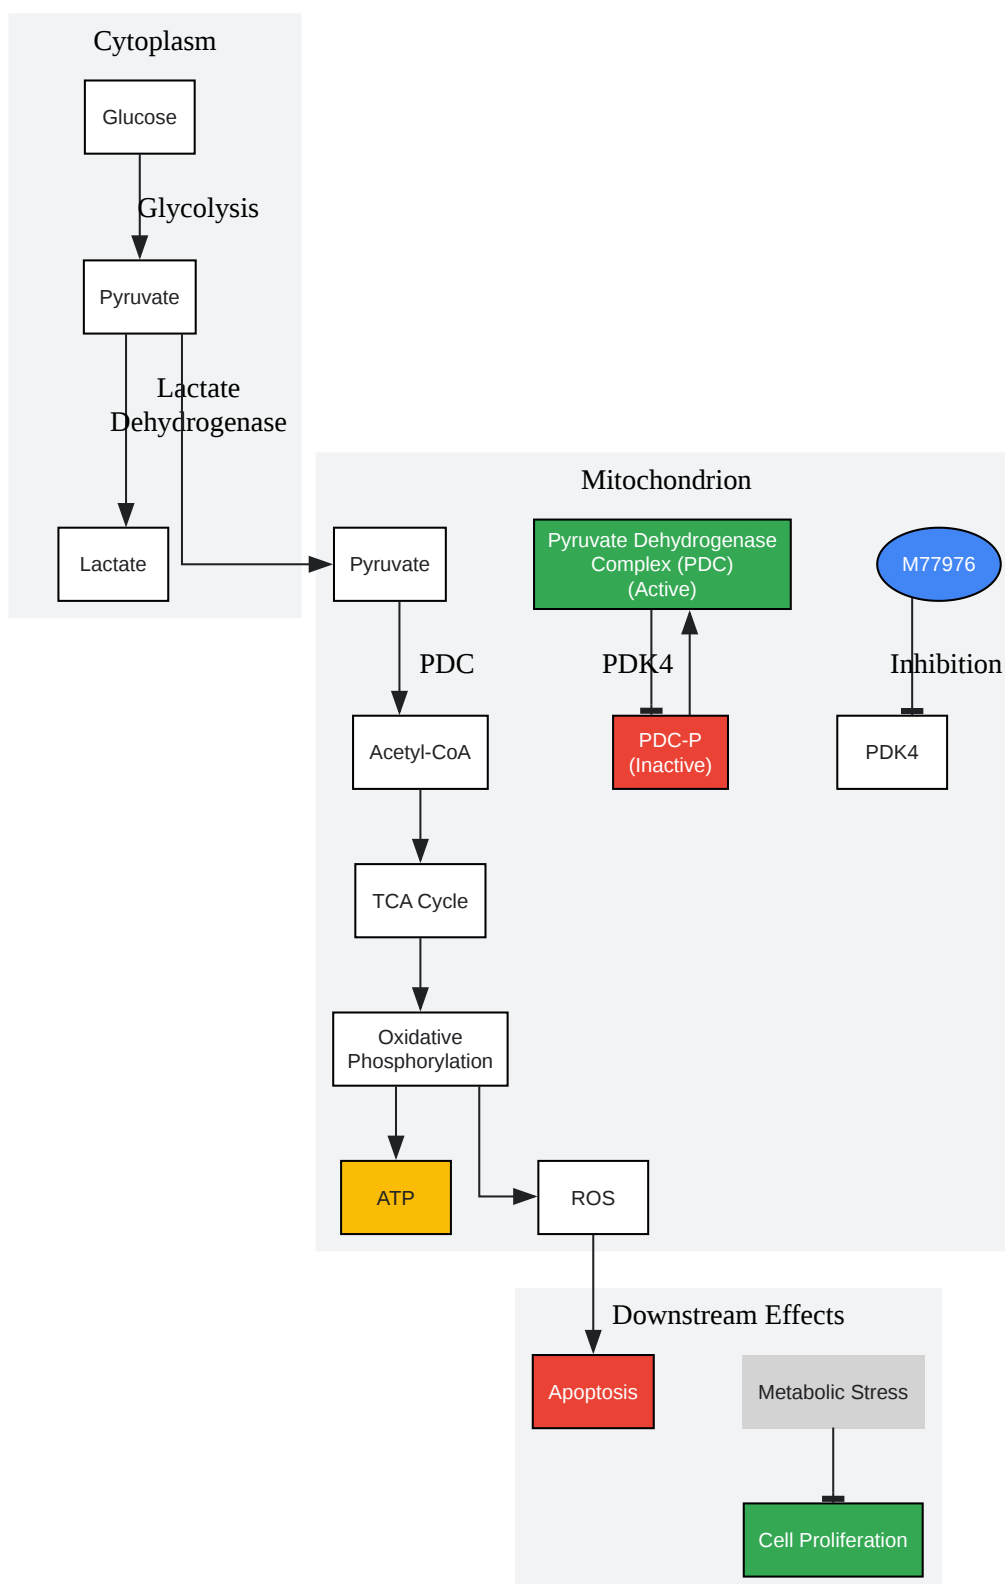 Cytoplasm
Glucose
Glycolysis
Pyruvate
Lactate
Dehydrogenase
Lactate
Mitochondrion
Pyruvate
Pyruvate Dehydrogenase
Complex (PDC)
(Active)
M77976
PDC
PDK4
Inhibition
Acetyl-CoA
PDC-P
(Inactive)
PDK4
TCA Cycle
Oxidative
Phosphorylation
ATP
ROS
Downstream Effects
Apoptosis
Metabolic Stress
Cell Proliferation